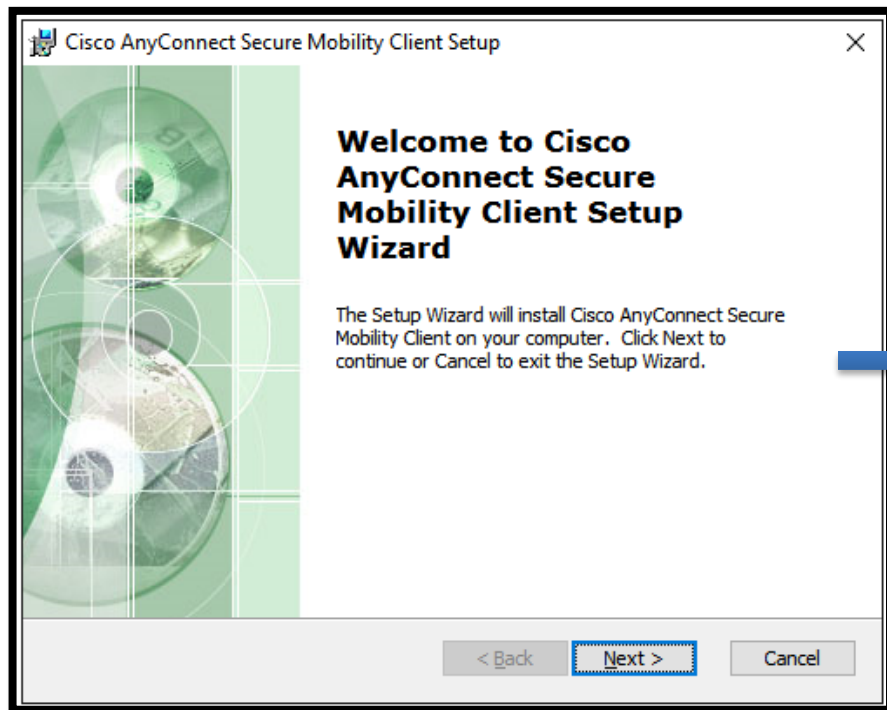 Cisco AnyConnect Secure Mobility Client Setup
Welcome to Cisco
AnyConnect Secure
Mobility Client Setup
Wizard
The Setup Wizard will install Cisco AnyConnect Secure
Mobility Client on your computer. Click Next to
continue or Cancel to exit the Setup Wizard.
< Back Next > Cancel